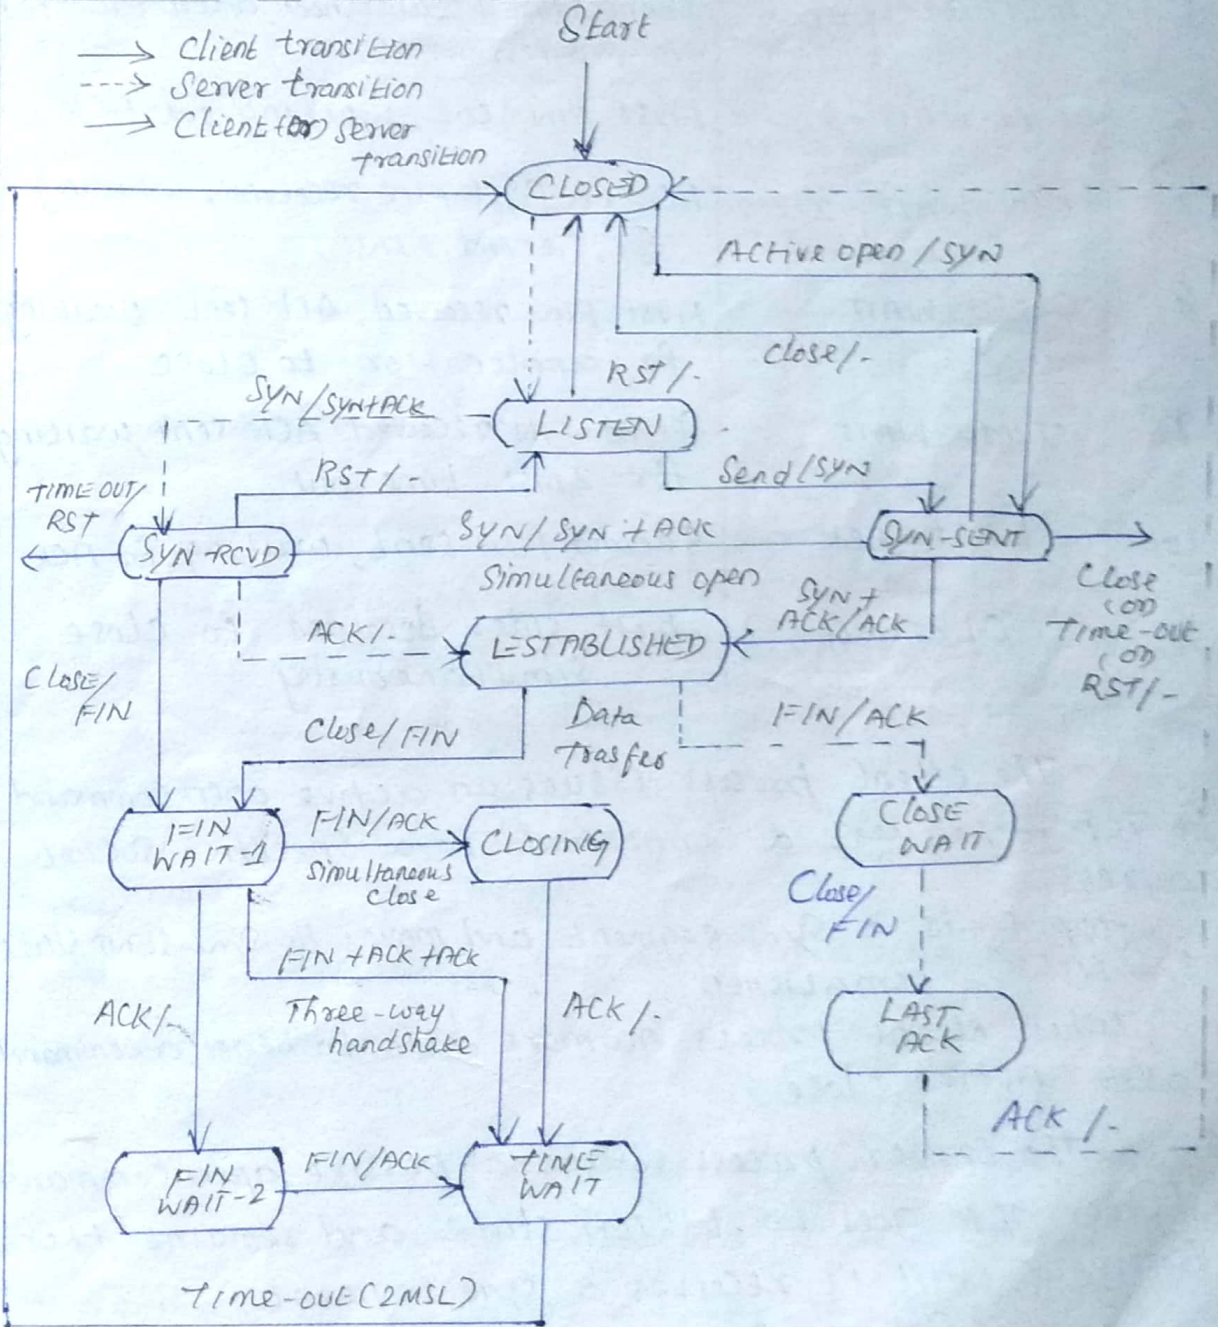 Start
Client transition
Server transition
Client (or) server
transition
CLOSED
Active open / SYN
close/-
RST/-
SYN/SYN+ACK
LISTEN
RST/-
Send/SYN
TIME OUT/
RST
SYN-RCVD
SYN/SYN + ACK
SYN-SENT
Simultaneous open
Close
(or)
Time-out
(or)
RST/-
SYN+
ACK/ACK
ACK/-
ESTABLISHED
Close/
FIN
Close/FIN
Data
Trasfer
FIN/ACK
FIN
WAIT-1
FIN/ACK
Simultaneous
close
CLOSING
CLOSE
WAIT
Close/
FIN
FIN +ACK +ACK
ACK/-
Three-way
handshake
ACK/-
LAST
ACK
ACK/-
FIN
WAIT-2
FIN/ACK
TIME
WAIT
Time-out(2MSL)